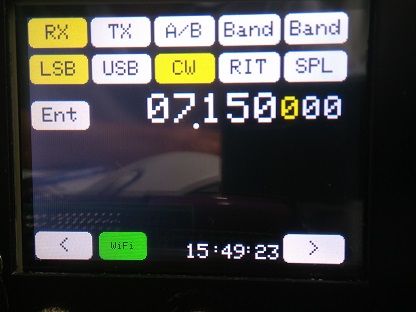 RX TX A/B Band Band
LSB USB CW RIT SPL
Ent 07.150000
< WiFi 15:49:23 >